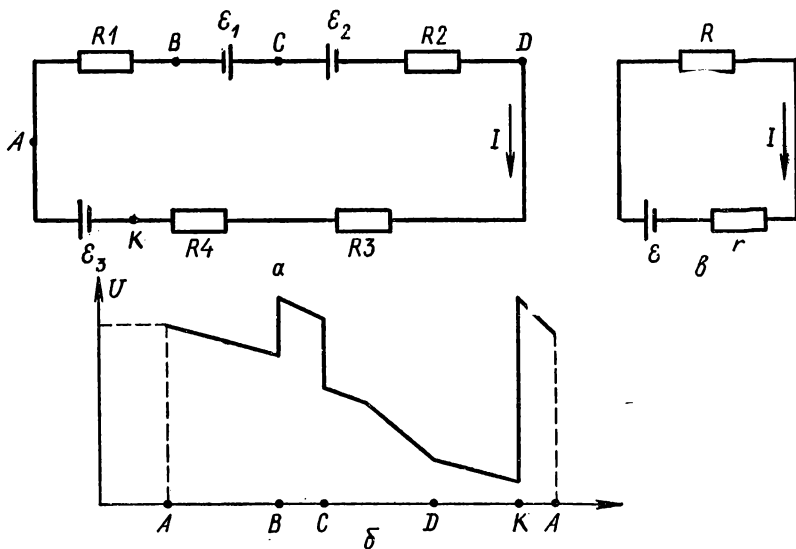 R1 B ℰ₁ C ℰ₂ R2 D
A I
ℰ₃ K R4 R3
а
R
I
ℰ r
в
U
A B C D K A
б